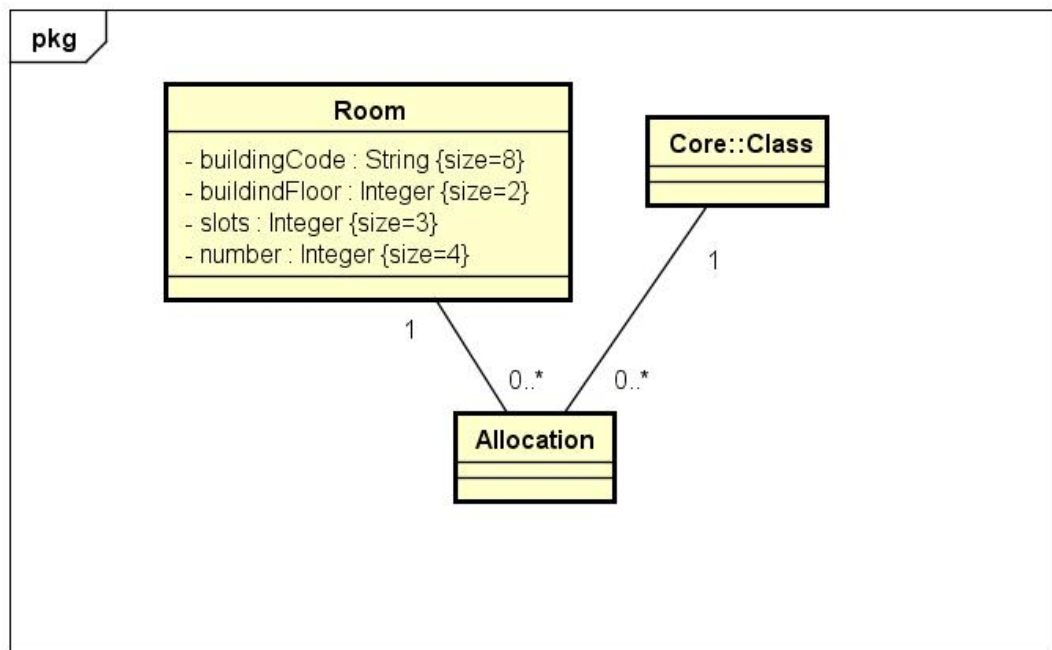 pkg
Room
- buildingCode : String {size=8}
- buildindFloor : Integer {size=2}
- slots : Integer {size=3}
- number : Integer {size=4}
Core::Class
1
1
0..*
0..*
Allocation